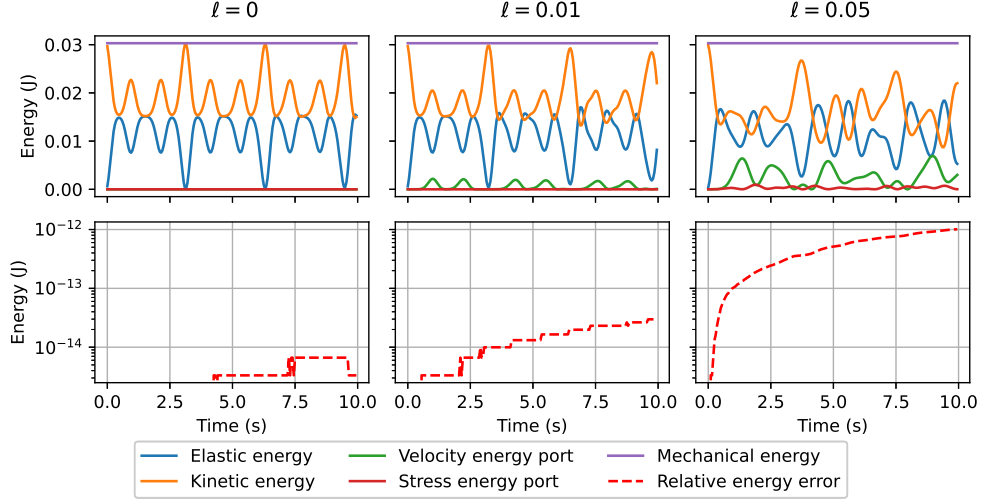 ℓ = 0
ℓ = 0.01
ℓ = 0.05
Energy (J)
0.03
0.02
0.01
0.00
Energy (J)
10⁻¹²
10⁻¹³
10⁻¹⁴
0.0 2.5 5.0 7.5 10.0
0.0 2.5 5.0 7.5 10.0
0.0 2.5 5.0 7.5 10.0
Time (s)
Time (s)
Time (s)
Elastic energy
Kinetic energy
Velocity energy port
Stress energy port
Mechanical energy
Relative energy error